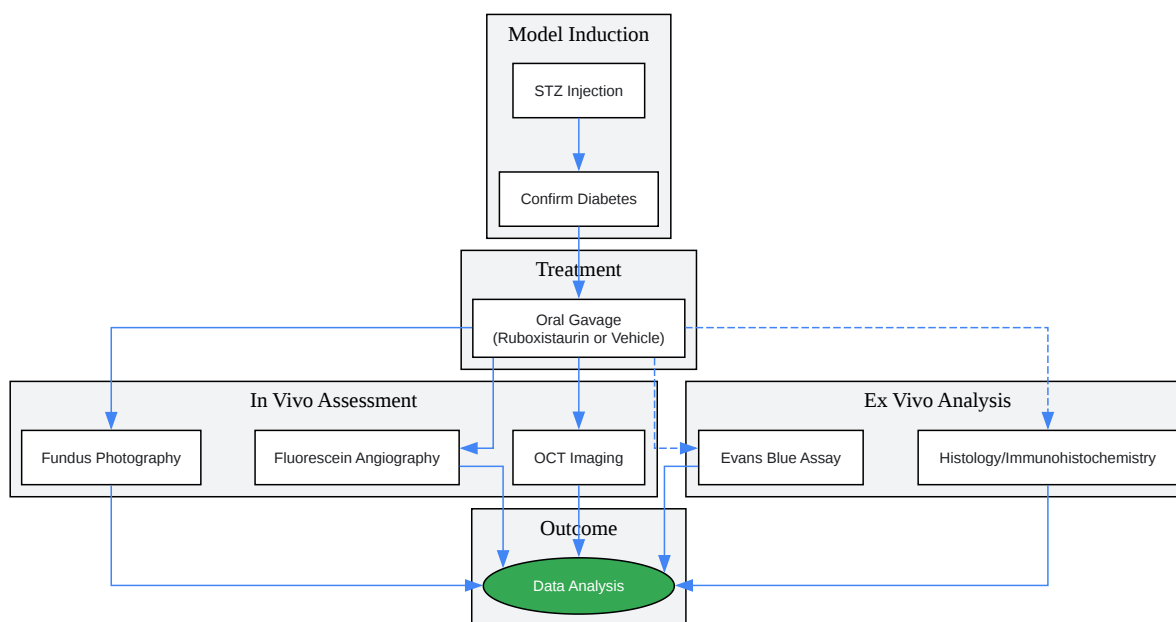 Model Induction
STZ Injection
Confirm Diabetes
Treatment
Oral Gavage
(Ruboxistaurin or Vehicle)
In Vivo Assessment
Ex Vivo Analysis
Fundus Photography
Fluorescein Angiography
OCT Imaging
Evans Blue Assay
Histology/Immunohistochemistry
Outcome
Data Analysis